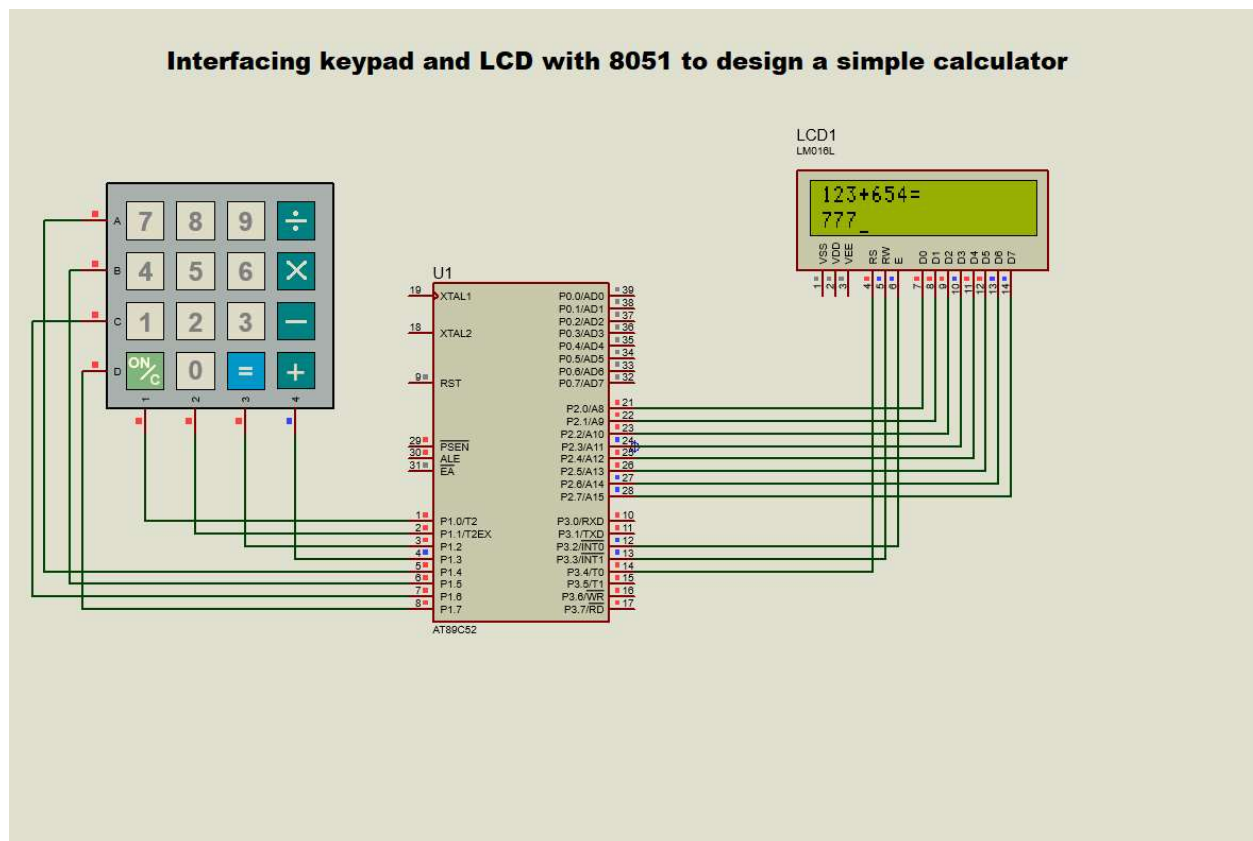 Interfacing keypad and LCD with 8051 to design a simple calculator
LCD1
LM016L
123+654=
777_
VSS VDD VEE RS RW E D0 D1 D2 D3 D4 D5 D6 D7
1 2 3 4 5 6 7 8 9 10 11 12 13 14
A 7 8 9 ÷
B 4 5 6 ×
C 1 2 3 −
D ON/C 0 = +
1 2 3 4
U1
19 XTAL1 P0.0/AD0 39
P0.1/AD1 38
P0.2/AD2 37
18 XTAL2 P0.3/AD3 36
P0.4/AD4 35
P0.5/AD5 34
P0.6/AD6 33
9 RST P0.7/AD7 32
P2.0/A8 21
P2.1/A9 22
P2.2/A10 23
29 PSEN P2.3/A11 24
30 ALE P2.4/A12 25
31 EA P2.5/A13 26
P2.6/A14 27
P2.7/A15 28
1 P1.0/T2 P3.0/RXD 10
2 P1.1/T2EX P3.1/TXD 11
3 P1.2 P3.2/INT0 12
4 P1.3 P3.3/INT1 13
5 P1.4 P3.4/T0 14
6 P1.5 P3.5/T1 15
7 P1.6 P3.6/WR 16
8 P1.7 P3.7/RD 17
AT89C52